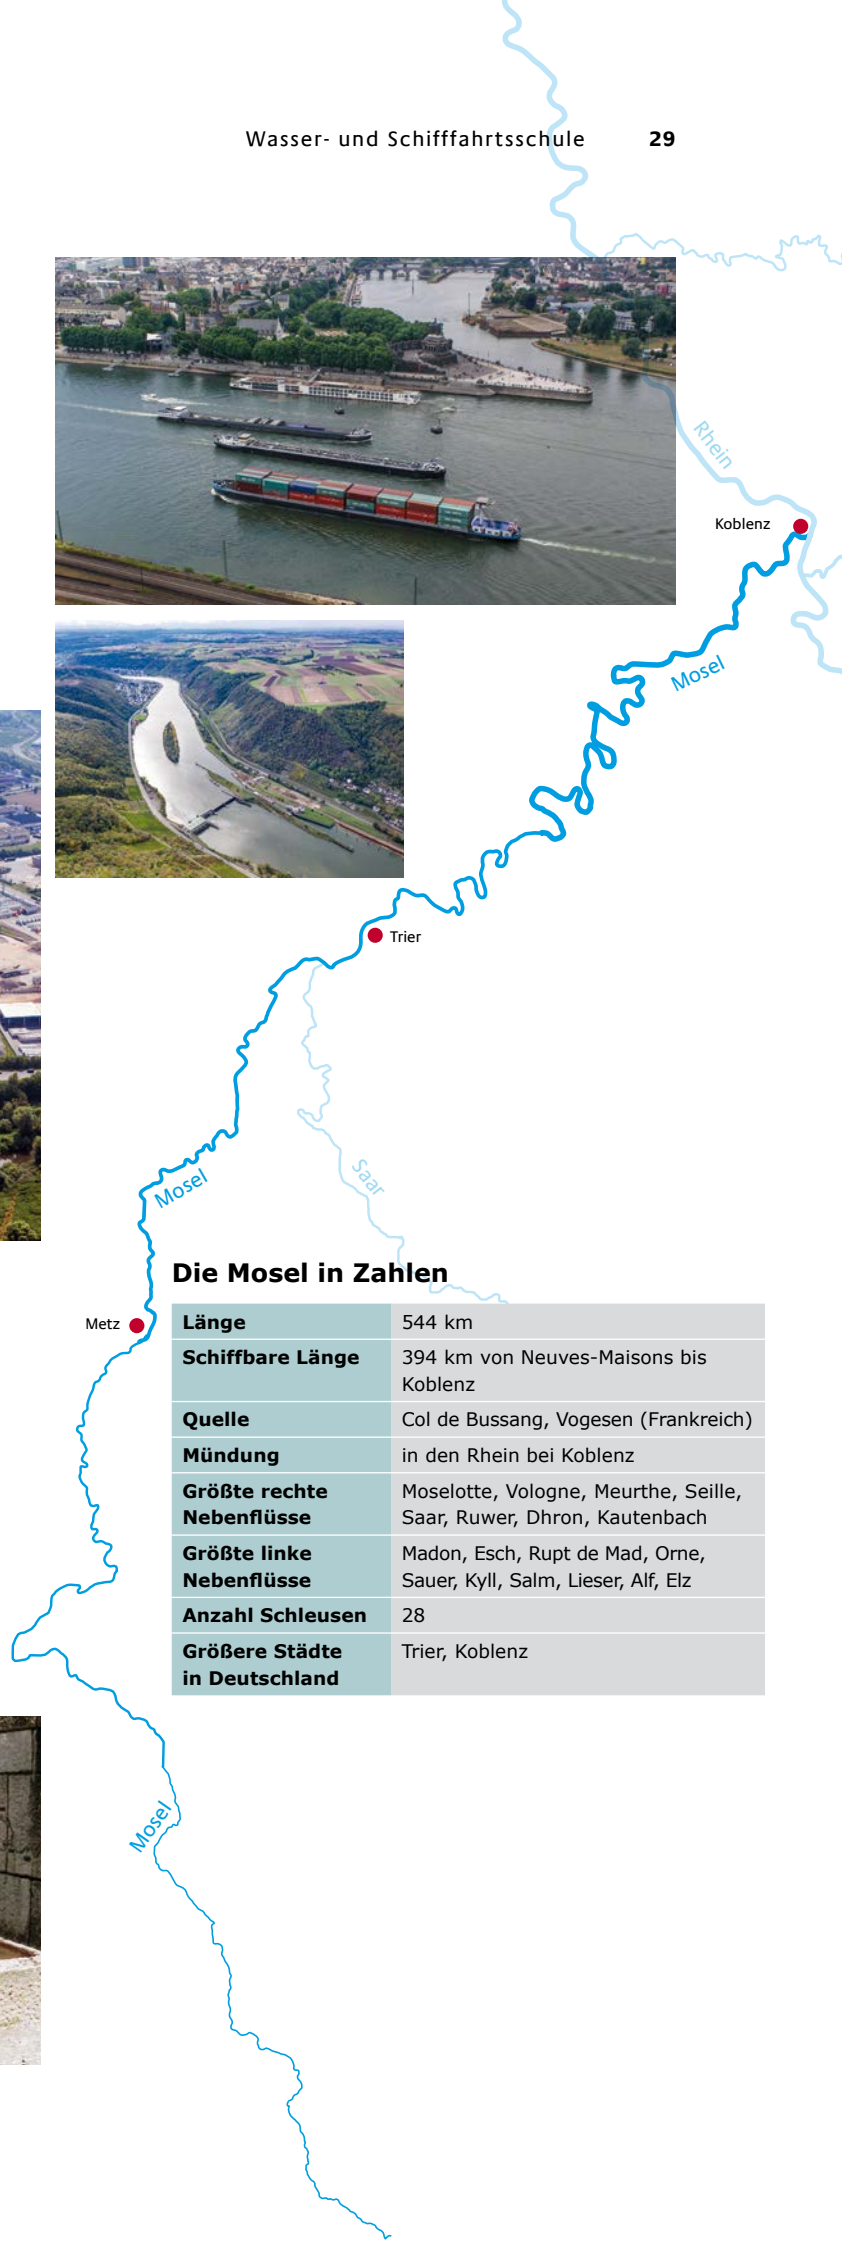 Wasser- und Schifffahrtsschule 29
Rhein
Koblenz
Mosel
Trier
Mosel
Saar
Metz
Die Mosel in Zahlen
Länge 544 km
Schiffbare Länge 394 km von Neuves-Maisons bis
Koblenz
Quelle Col de Bussang, Vogesen (Frankreich)
Mündung in den Rhein bei Koblenz
Größte rechte Moselotte, Vologne, Meurthe, Seille,
Nebenflüsse Saar, Ruwer, Dhron, Kautenbach
Größte linke Madon, Esch, Rupt de Mad, Orne,
Nebenflüsse Sauer, Kyll, Salm, Lieser, Alf, Elz
Anzahl Schleusen 28
Größere Städte Trier, Koblenz
in Deutschland
Mosel